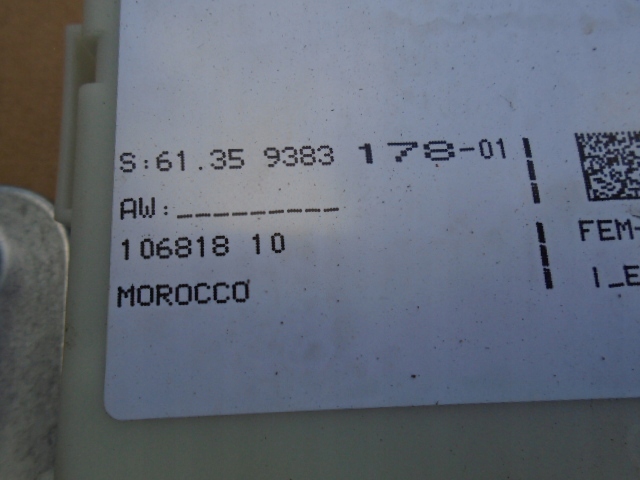 S:61.35 9383 178-01
AW:_________
106818 10
MOROCCO
FEM-
I_E